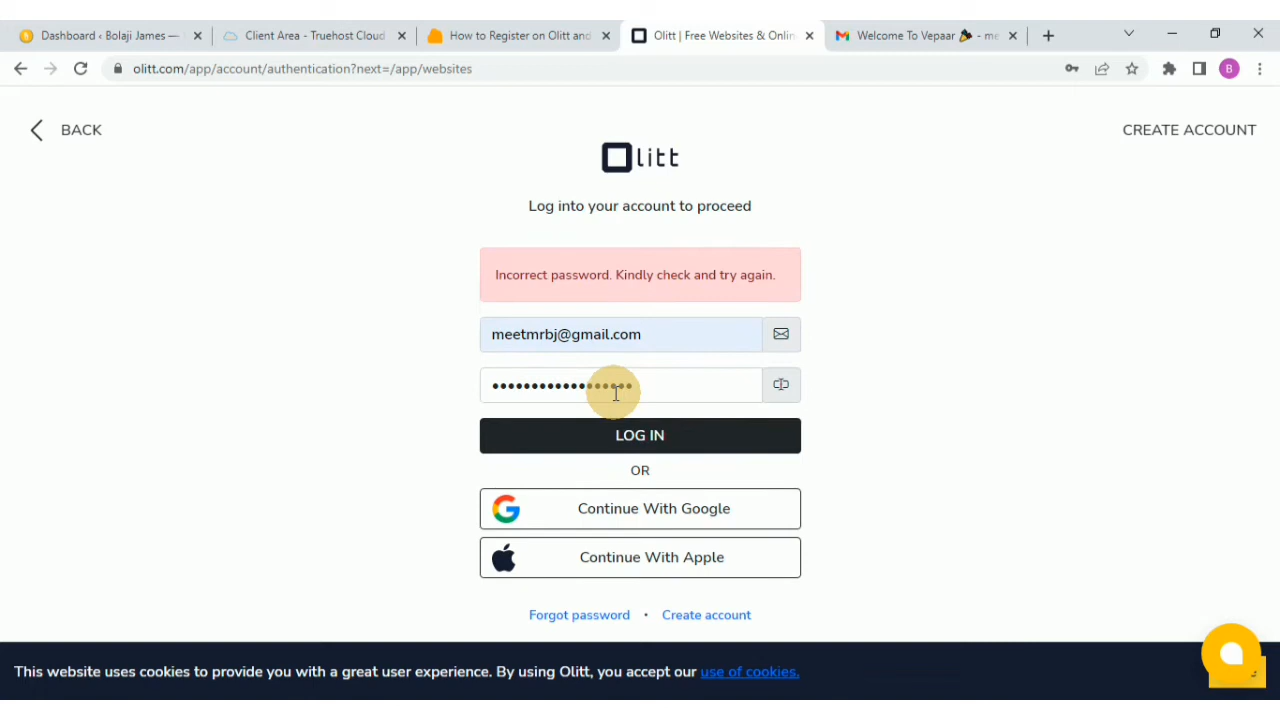 Dashboard ‹ Bolaji James —
Client Area - Truehost Cloud
How to Register on Olitt and
Olitt | Free Websites & Onlin
Welcome To Vepaar 🎉 - me
olitt.com/app/account/authentication?next=/app/websites
B
BACK
CREATE ACCOUNT
Olitt
Log into your account to proceed
Incorrect password. Kindly check and try again.
meetmrbj@gmail.com
LOG IN
OR
Continue With Google
Continue With Apple
Forgot password • Create account
This website uses cookies to provide you with a great user experience. By using Olitt, you accept our use of cookies.